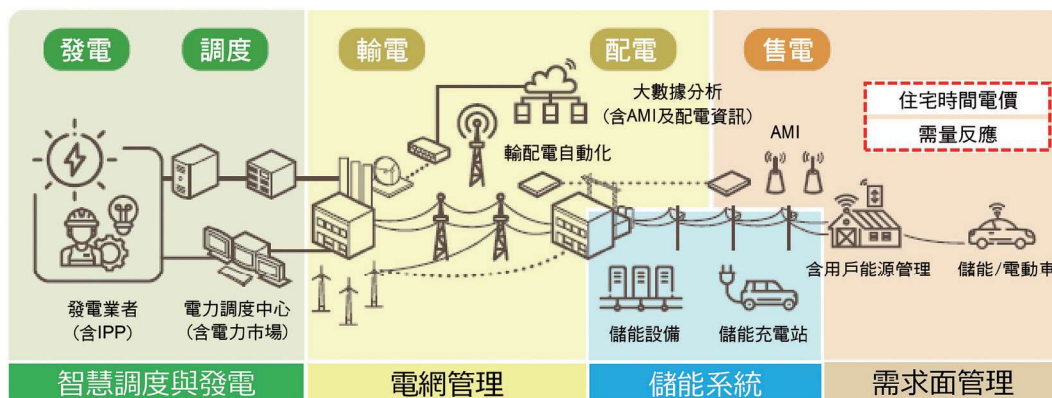 發電
調度
輸電
配電
售電
大數據分析
(含AMI及配電資訊)
輸配電自動化
AMI
住宅時間電價
需量反應
發電業者
(含IPP)
電力調度中心
(含電力市場)
儲能設備
儲能充電站
含用戶能源管理
儲能/電動車
智慧調度與發電
電網管理
儲能系統
需求面管理